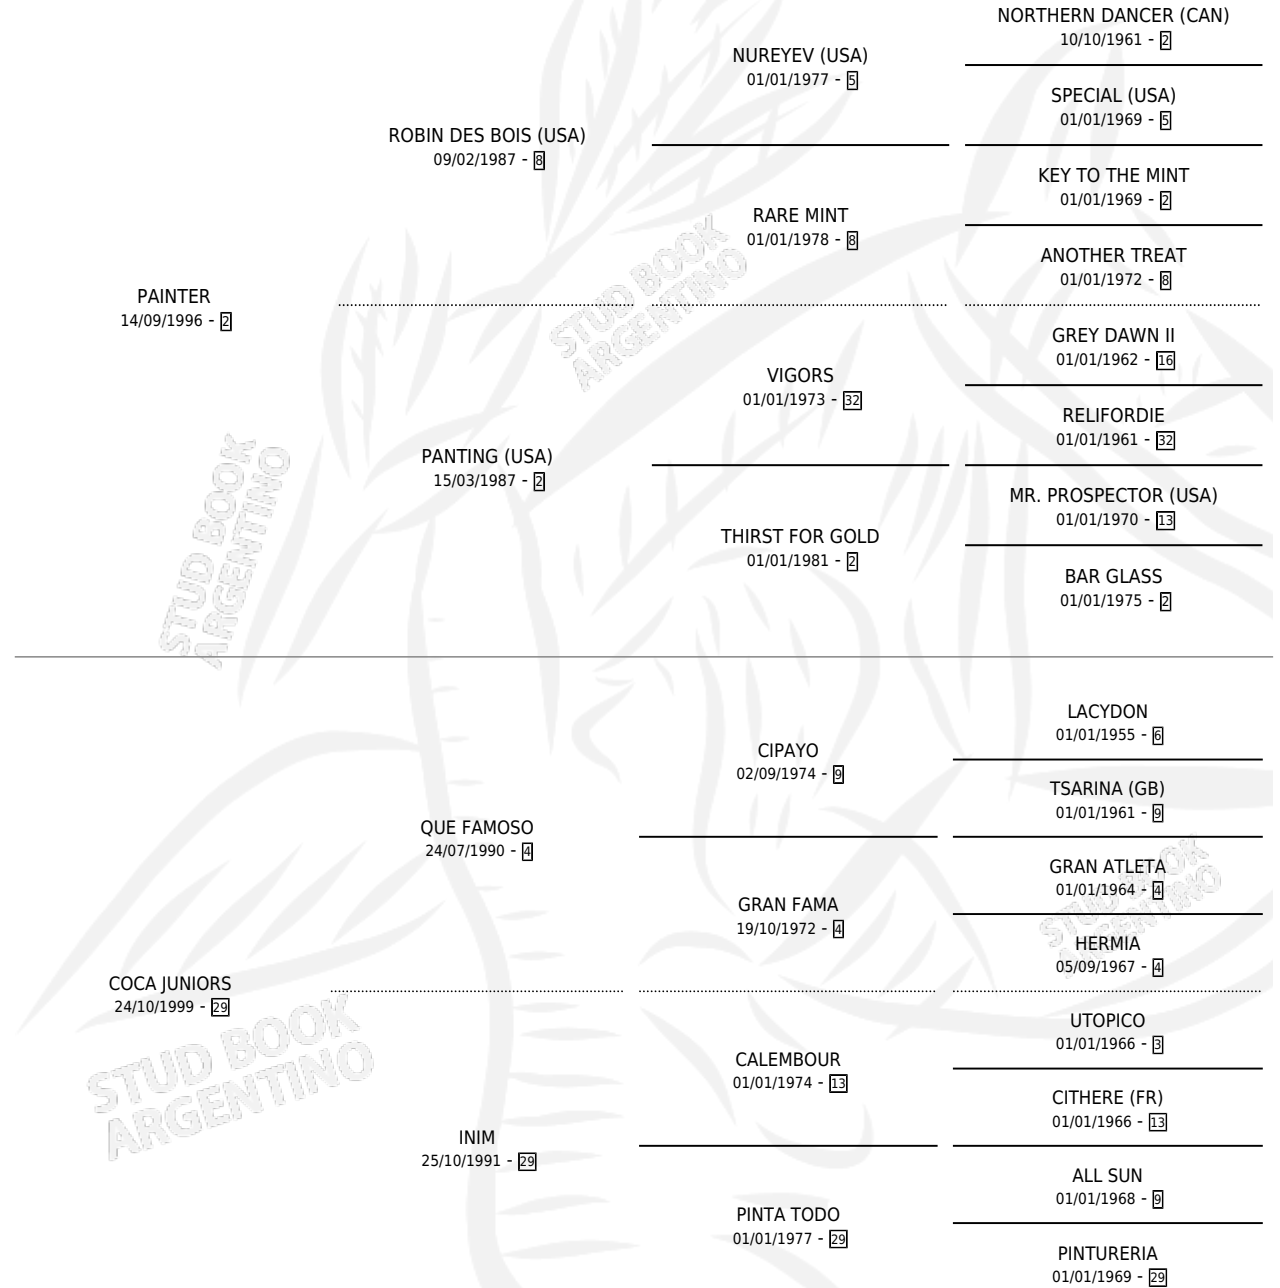 NORTHERN DANCER (CAN)
10/10/1961 - 2
NUREYEV (USA)
01/01/1977 - 5
SPECIAL (USA)
01/01/1969 - 5
ROBIN DES BOIS (USA)
09/02/1987 - 8
KEY TO THE MINT
01/01/1969 - 2
RARE MINT
01/01/1978 - 8
ANOTHER TREAT
01/01/1972 - 8
PAINTER
14/09/1996 - 2
GREY DAWN II
01/01/1962 - 16
VIGORS
01/01/1973 - 32
RELIFORDIE
01/01/1961 - 32
PANTING (USA)
15/03/1987 - 2
MR. PROSPECTOR (USA)
01/01/1970 - 13
THIRST FOR GOLD
01/01/1981 - 2
BAR GLASS
01/01/1975 - 2
LACYDON
01/01/1955 - 6
CIPAYO
02/09/1974 - 9
TSARINA (GB)
01/01/1961 - 9
QUE FAMOSO
24/07/1990 - 4
GRAN ATLETA
01/01/1964 - 4
GRAN FAMA
19/10/1972 - 4
HERMIA
05/09/1967 - 4
COCA JUNIORS
24/10/1999 - 29
UTOPICO
01/01/1966 - 3
CALEMBOUR
01/01/1974 - 13
CITHERE (FR)
01/01/1966 - 13
INIM
25/10/1991 - 29
ALL SUN
01/01/1968 - 9
PINTA TODO
01/01/1977 - 29
PINTURERIA
01/01/1969 - 29
STUD BOOK
ARGENTINO
STUD BOOK
ARGENTINO
STUD BOOK
ARGENTINO
STUD BOOK
ARGENTINO